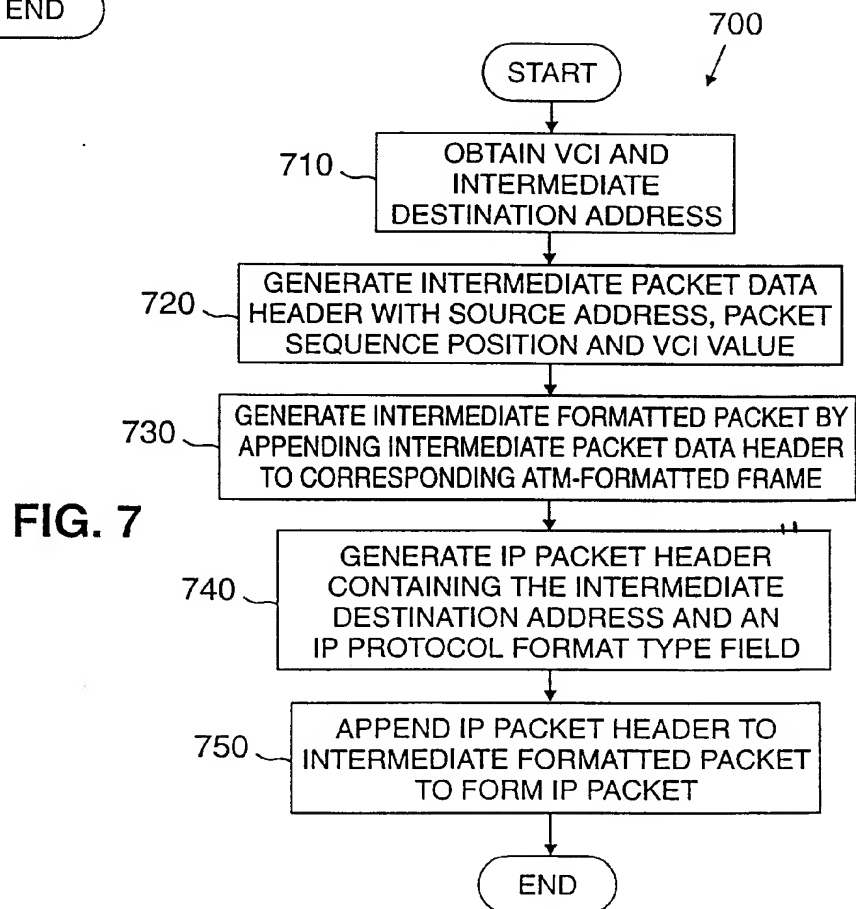 END
700
START
710
OBTAIN VCI AND
INTERMEDIATE
DESTINATION ADDRESS
720
GENERATE INTERMEDIATE PACKET DATA
HEADER WITH SOURCE ADDRESS, PACKET
SEQUENCE POSITION AND VCI VALUE
730
GENERATE INTERMEDIATE FORMATTED PACKET BY
APPENDING INTERMEDIATE PACKET DATA HEADER
TO CORRESPONDING ATM-FORMATTED FRAME
FIG. 7
740
GENERATE IP PACKET HEADER
CONTAINING THE INTERMEDIATE
DESTINATION ADDRESS AND AN
IP PROTOCOL FORMAT TYPE FIELD
750
APPEND IP PACKET HEADER TO
INTERMEDIATE FORMATTED PACKET
TO FORM IP PACKET
END